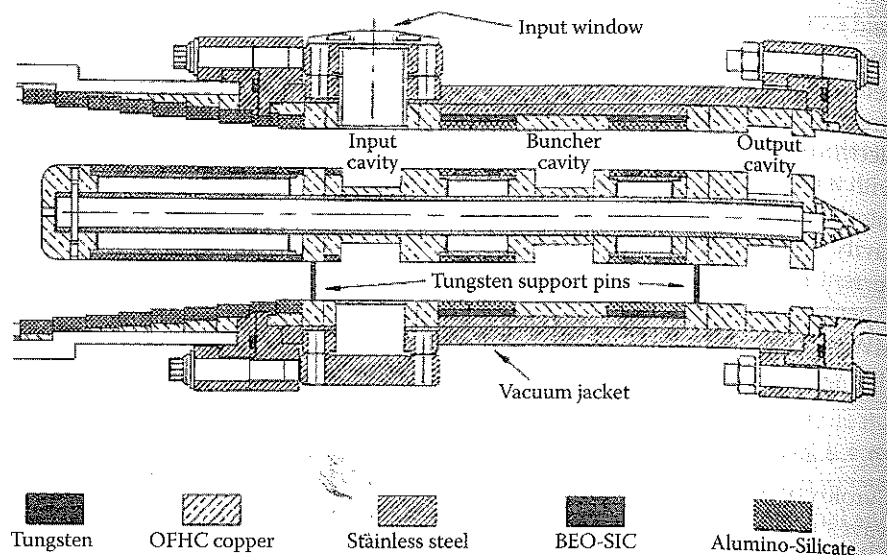 Input window
Input
cavity
Buncher
cavity
Output
cavity
Tungsten support pins
Vacuum jacket
Tungsten
OFHC copper
Stainless steel
BEO-SIC
Alumino-Silicate